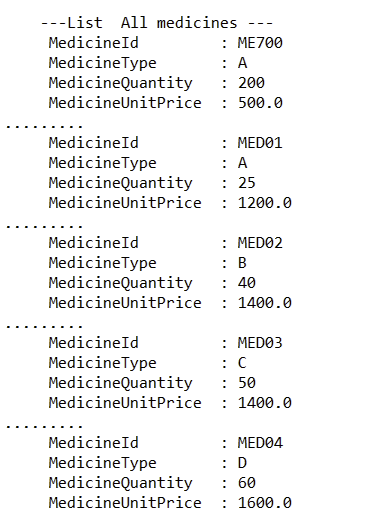 ---List  All medicines ---
MedicineId         : ME700
MedicineType       : A
MedicineQuantity   : 200
MedicineUnitPrice  : 500.0
.........
MedicineId         : MED01
MedicineType       : A
MedicineQuantity   : 25
MedicineUnitPrice  : 1200.0
.........
MedicineId         : MED02
MedicineType       : B
MedicineQuantity   : 40
MedicineUnitPrice  : 1400.0
.........
MedicineId         : MED03
MedicineType       : C
MedicineQuantity   : 50
MedicineUnitPrice  : 1400.0
.........
MedicineId         : MED04
MedicineType       : D
MedicineQuantity   : 60
MedicineUnitPrice  : 1600.0